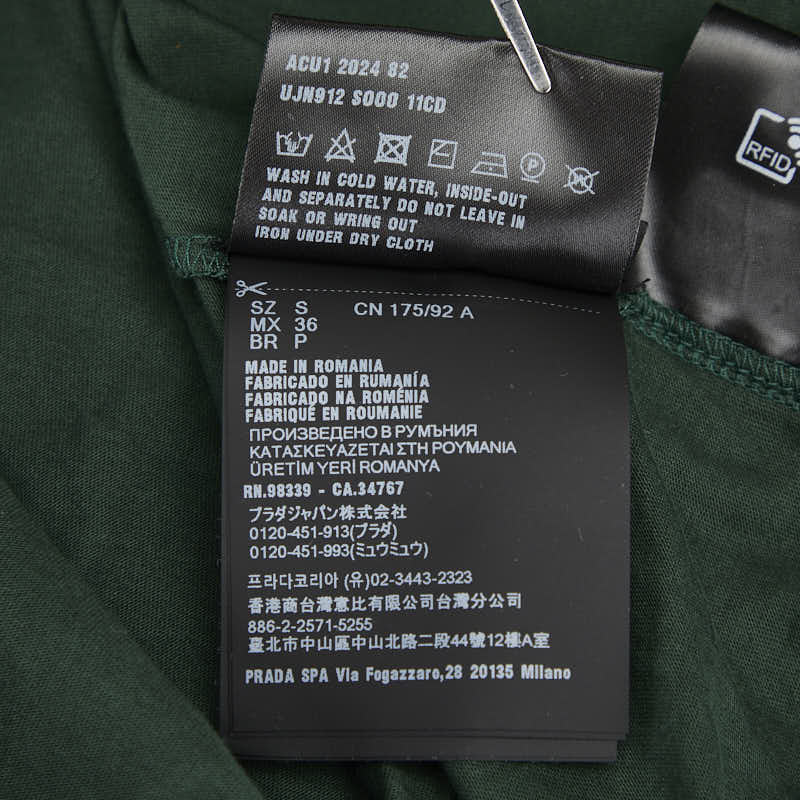 ACU1 2024 82
UJN912 S000 11CD
WASH IN COLD WATER, INSIDE-OUT
AND SEPARATELY DO NOT LEAVE IN
SOAK OR WRING OUT
IRON UNDER DRY CLOTH
RFID
SZ S CN 175/92 A
MX 36
BR P
MADE IN ROMANIA
FABRICADO EN RUMANÍA
FABRICADO NA ROMÉNIA
FABRIQUÉ EN ROUMANIE
ПРОИЗВЕДЕНО В РУМЪНИЯ
ΚΑΤΑΣΚΕΥΑΖΕΤΑΙ ΣΤΗ ΡΟΥΜΑΝΙΑ
ÜRETİM YERİ ROMANYA
RN.98339 - CA.34767
プラダジャパン株式会社
0120-451-913(プラダ)
0120-451-993(ミュウミュウ)
프라다코리아 (유)02-3443-2323
香港商台灣意比有限公司台灣分公司
886-2-2571-5255
臺北市中山區中山北路二段44號12樓A室
PRADA SPA Via Fogazzaro,28 20135 Milano